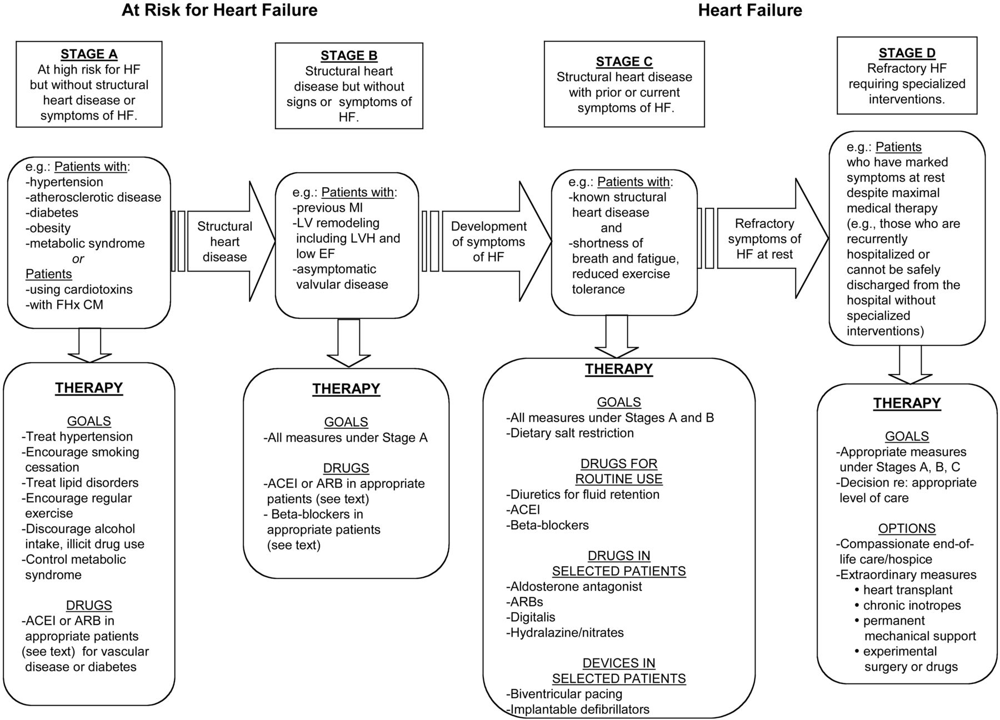 At Risk for Heart Failure
Heart Failure
STAGE A
At high risk for HF
but without structural
heart disease or
symptoms of HF.
STAGE B
Structural heart
disease but without
signs or symptoms of
HF.
STAGE C
Structural heart disease
with prior or current
symptoms of HF.
STAGE D
Refractory HF
requiring specialized
interventions.
e.g.: Patients with:
-hypertension
-atherosclerotic disease
-diabetes
-obesity
-metabolic syndrome
or
Patients
-using cardiotoxins
-with FHx CM
Structural
heart
disease
e.g.: Patients with:
-previous MI
-LV remodeling
including LVH and
low EF
-asymptomatic
valvular disease
Development
of symptoms
of HF
e.g.: Patients with:
-known structural
heart disease
and
-shortness of
breath and fatigue,
reduced exercise
tolerance
Refractory
symptoms of
HF at rest
e.g.: Patients
who have marked
symptoms at rest
despite maximal
medical therapy
(e.g., those who are
recurrently
hospitalized or
cannot be safely
discharged from the
hospital without
specialized
interventions)
THERAPY
GOALS
-Treat hypertension
-Encourage smoking
cessation
-Treat lipid disorders
-Encourage regular
exercise
-Discourage alcohol
intake, illicit drug use
-Control metabolic
syndrome
DRUGS
-ACEI or ARB in
appropriate patients
(see text) for vascular
disease or diabetes
THERAPY
GOALS
-All measures under Stage A
DRUGS
-ACEI or ARB in appropriate
patients (see text)
- Beta-blockers in
appropriate patients
(see text)
THERAPY
GOALS
-All measures under Stages A and B
-Dietary salt restriction
DRUGS FOR
ROUTINE USE
-Diuretics for fluid retention
-ACEI
-Beta-blockers
DRUGS IN
SELECTED PATIENTS
-Aldosterone antagonist
-ARBs
-Digitalis
-Hydralazine/nitrates
DEVICES IN
SELECTED PATIENTS
-Biventricular pacing
-Implantable defibrillators
THERAPY
GOALS
-Appropriate measures
under Stages A, B, C
-Decision re: appropriate
level of care
OPTIONS
-Compassionate end-of-
life care/hospice
-Extraordinary measures
• heart transplant
• chronic inotropes
• permanent
mechanical support
• experimental
surgery or drugs